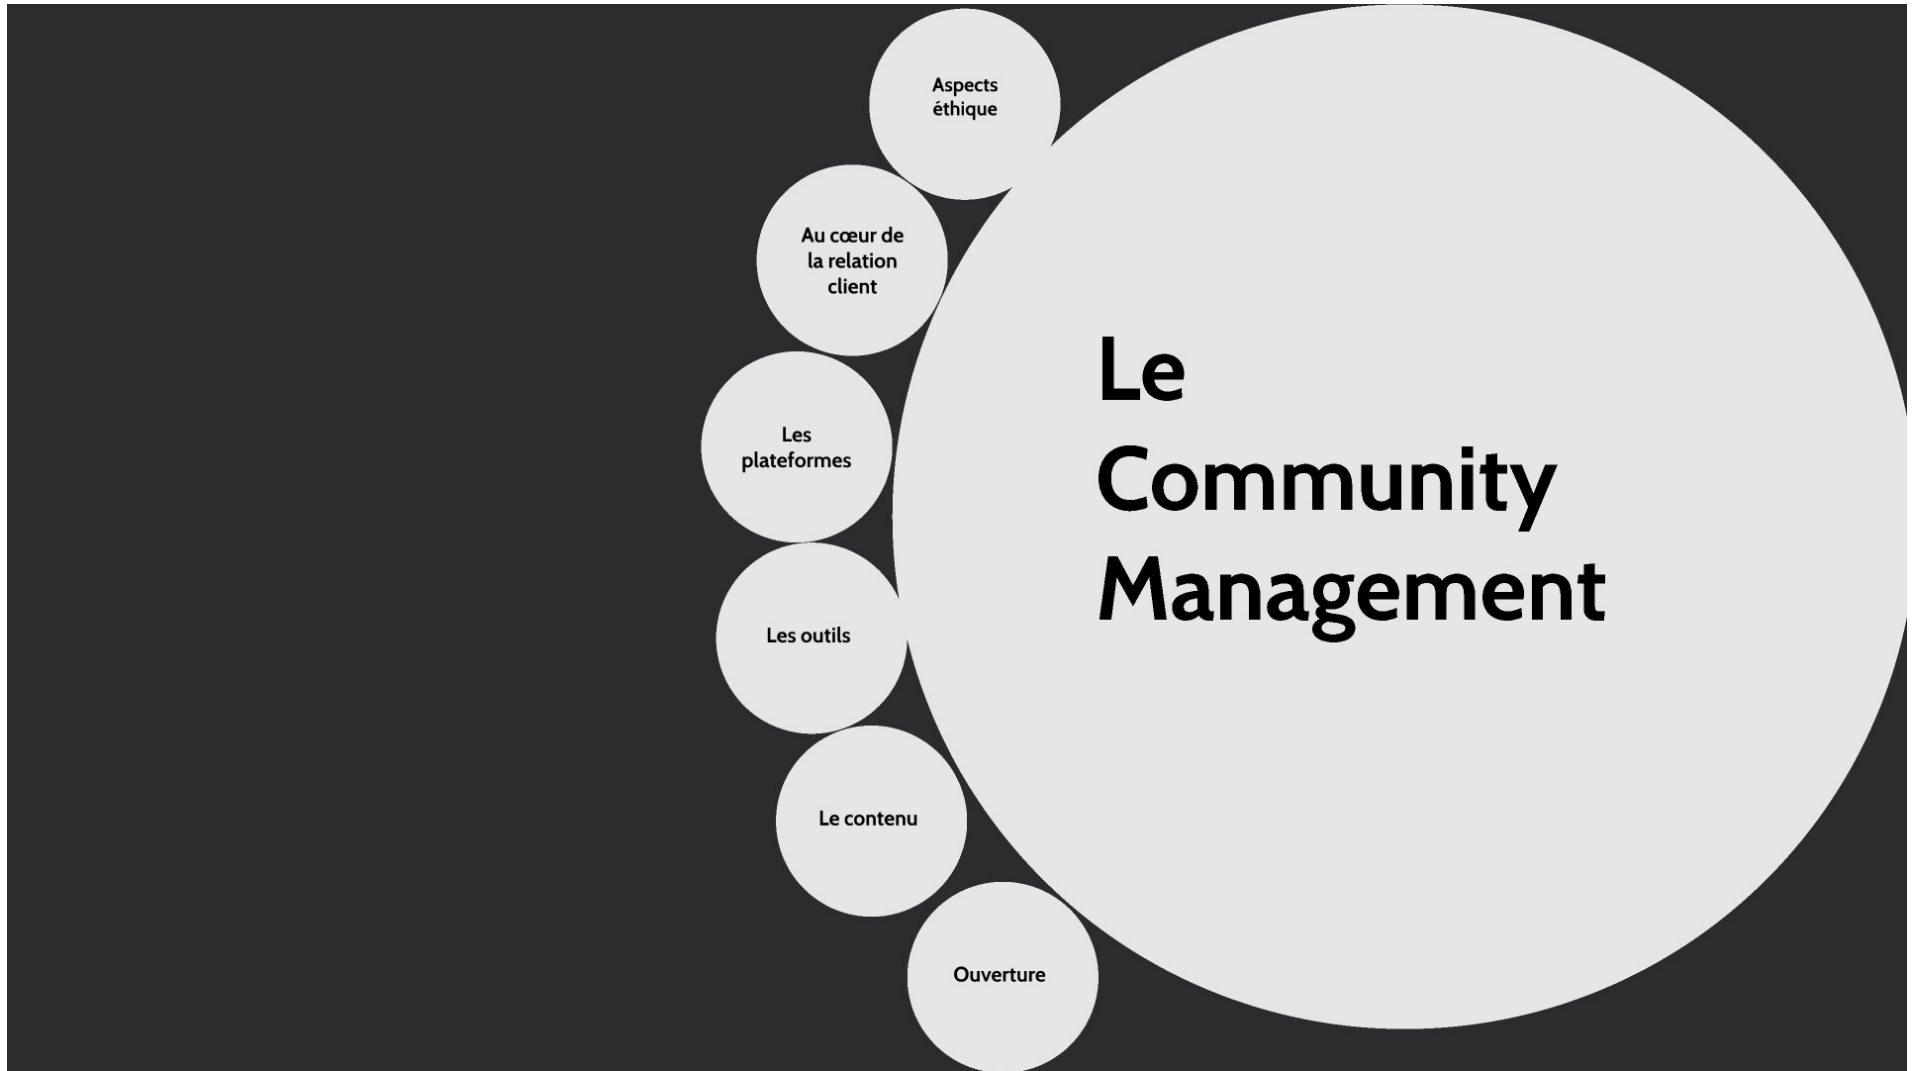 Aspects
éthique
Au cœur de
la relation
client
Les
plateformes
Les outils
Le contenu
Ouverture
Le
Community
Management